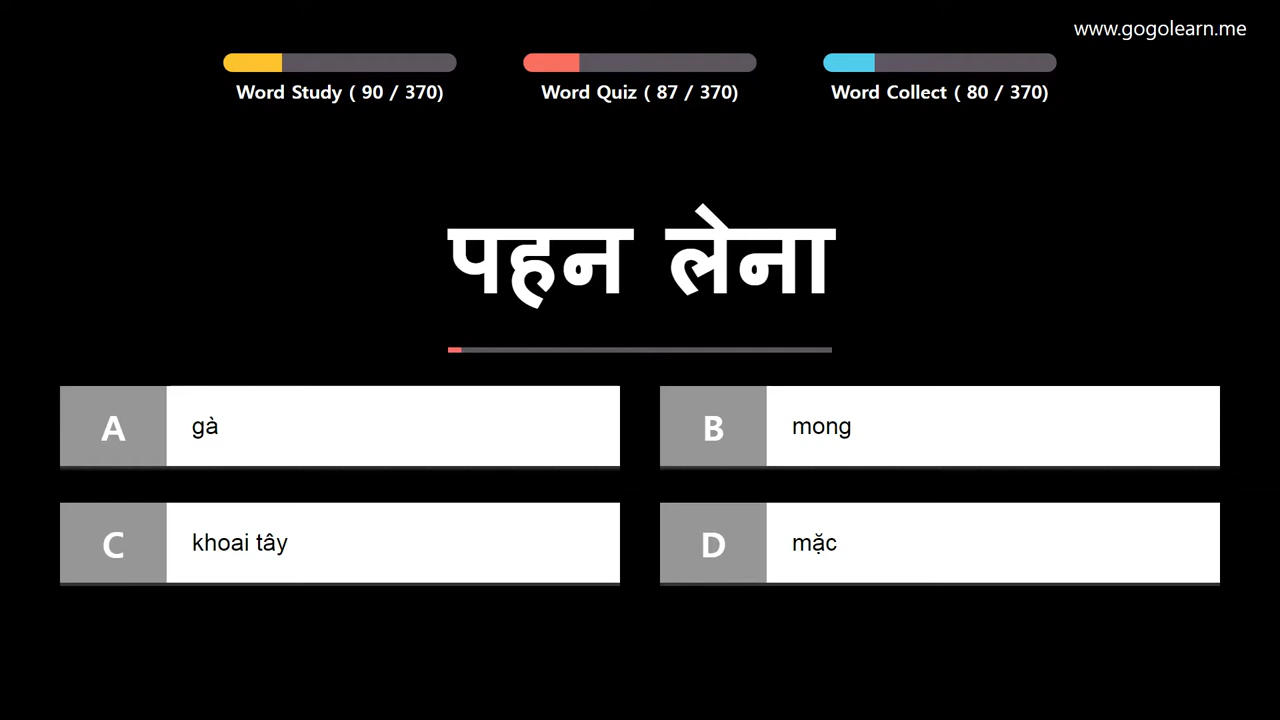 www.gogolearn.me
Word Study ( 90 / 370)
Word Quiz ( 87 / 370)
Word Collect ( 80 / 370)
पहन लेना
A
gà
B
mong
C
khoai tây
D
mặc